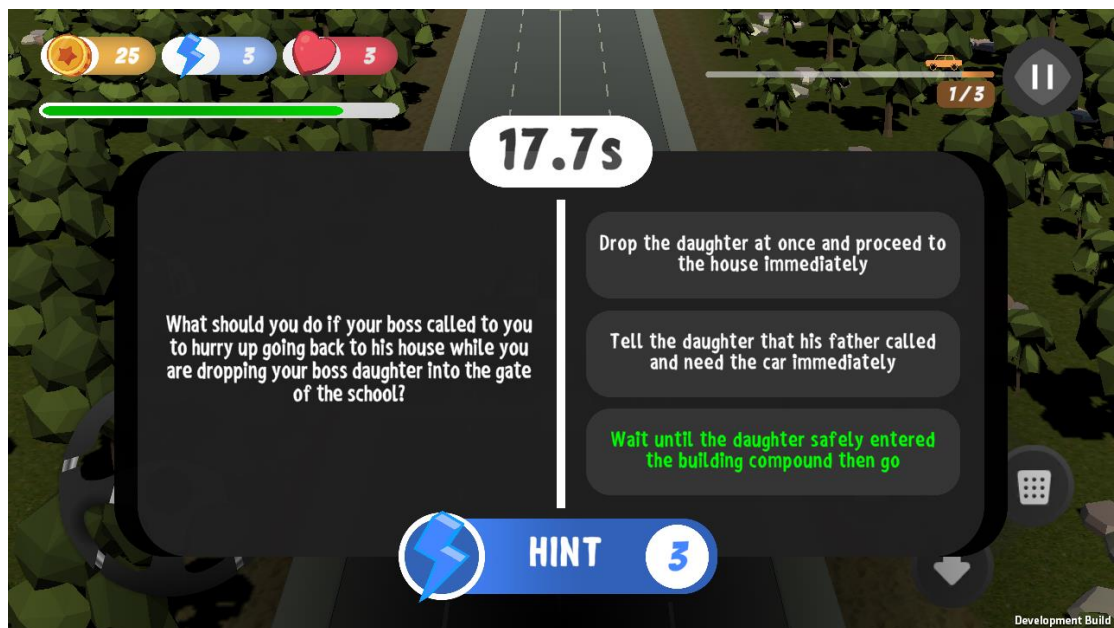 25
3
3
1/3
17.7s
What should you do if your boss called to you
to hurry up going back to his house while you
are dropping your boss daughter into the gate
of the school?
Drop the daughter at once and proceed to
the house immediately
Tell the daughter that his father called
and need the car immediately
Wait until the daughter safely entered
the building compound then go
HINT
3
Development Build